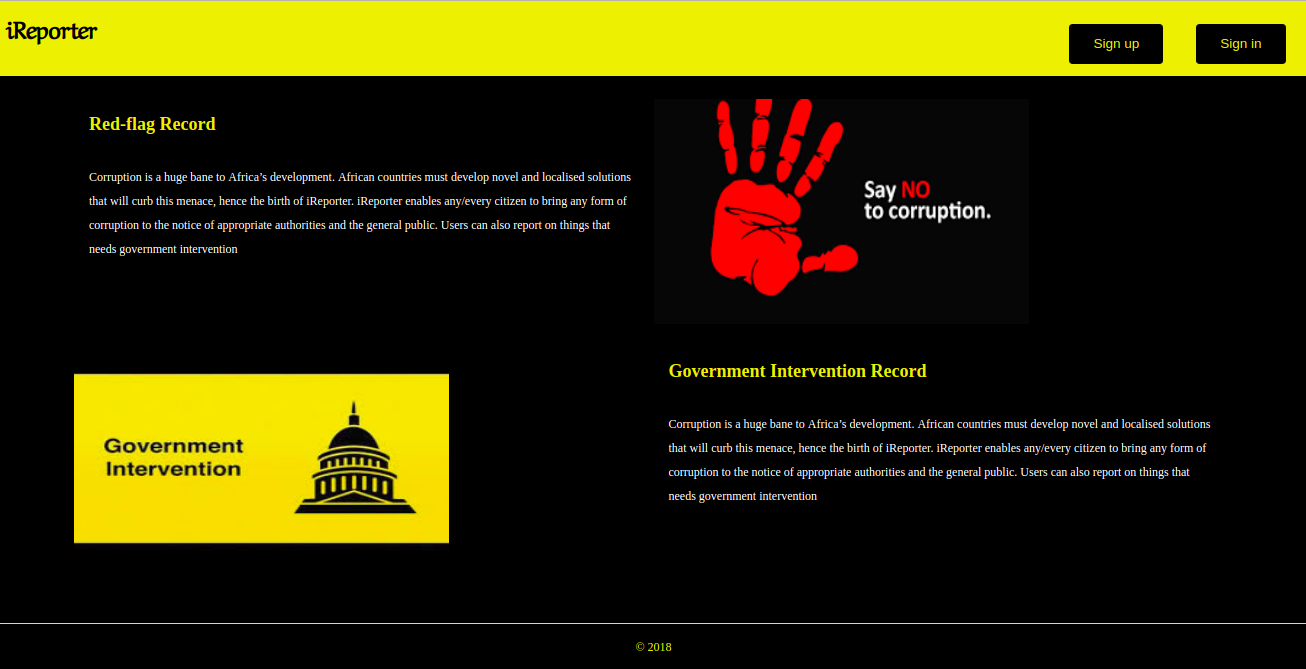 iReporter
Sign up
Sign in
Red-flag Record
Corruption is a huge bane to Africa’s development. African countries must develop novel and localised solutions
that will curb this menace, hence the birth of iReporter. iReporter enables any/every citizen to bring any form of
corruption to the notice of appropriate authorities and the general public. Users can also report on things that
needs government intervention
Say NO
to corruption.
Government
Intervention
Government Intervention Record
Corruption is a huge bane to Africa’s development. African countries must develop novel and localised solutions
that will curb this menace, hence the birth of iReporter. iReporter enables any/every citizen to bring any form of
corruption to the notice of appropriate authorities and the general public. Users can also report on things that
needs government intervention
© 2018